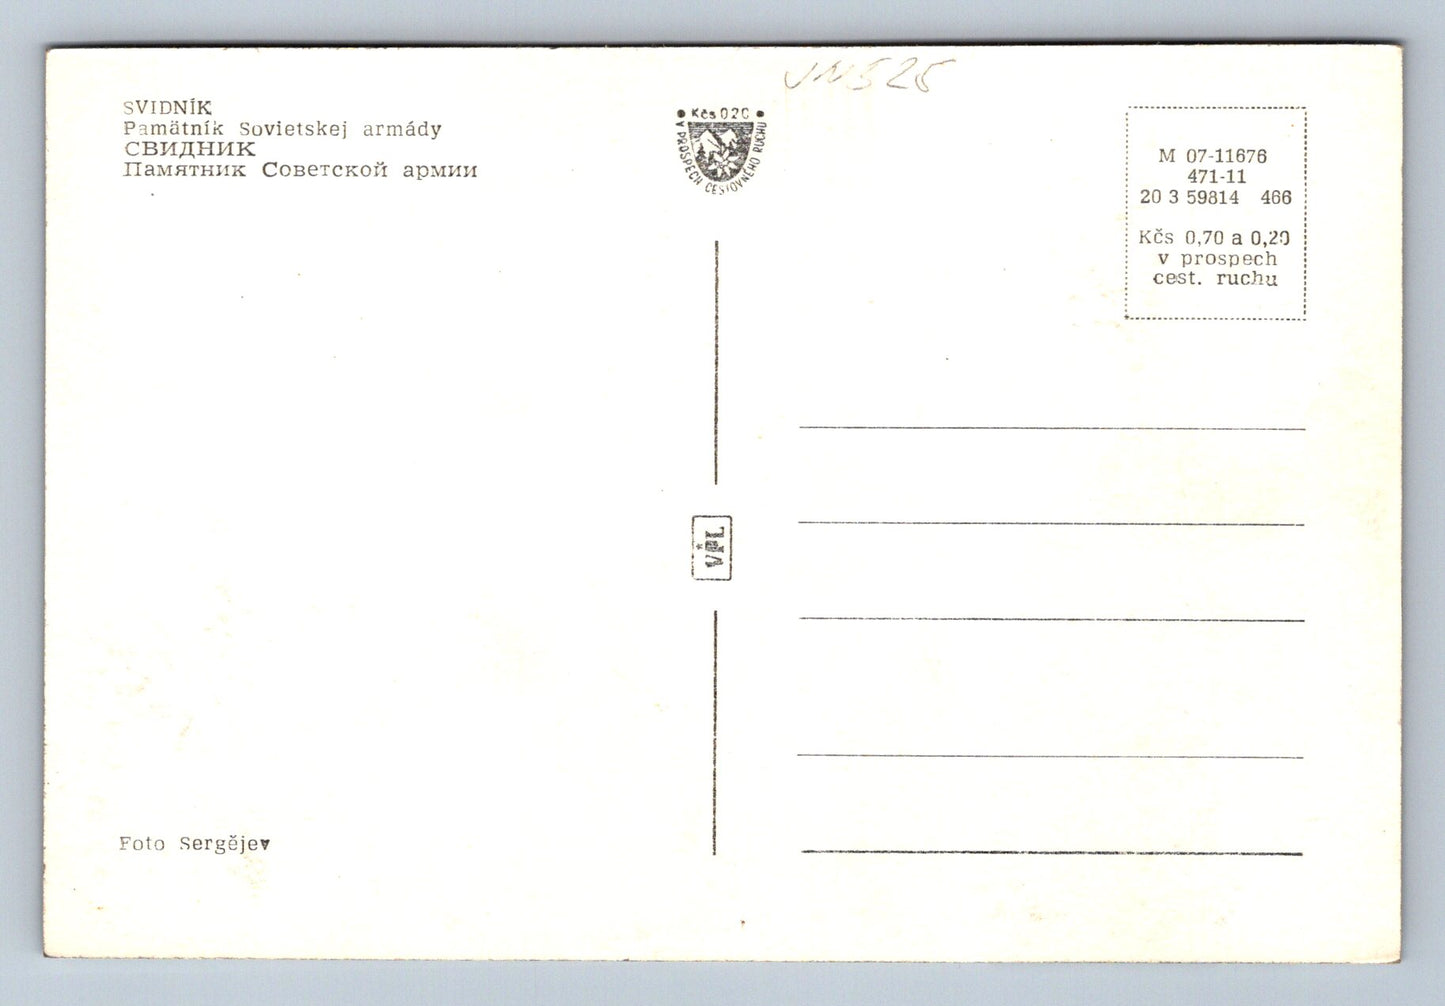 SVIDNÍK
Pamätník Sovietskej armády
СВИДНИК
Памятник Советской армии
Kčs 0,20
A PROSPECH CESTOVNÉHO RUCHU
M 07-11676
471-11
20 3 59814 466
Kčs 0,70 a 0,20
v prospech
cest. ruchu
VPL
Foto Sergějev